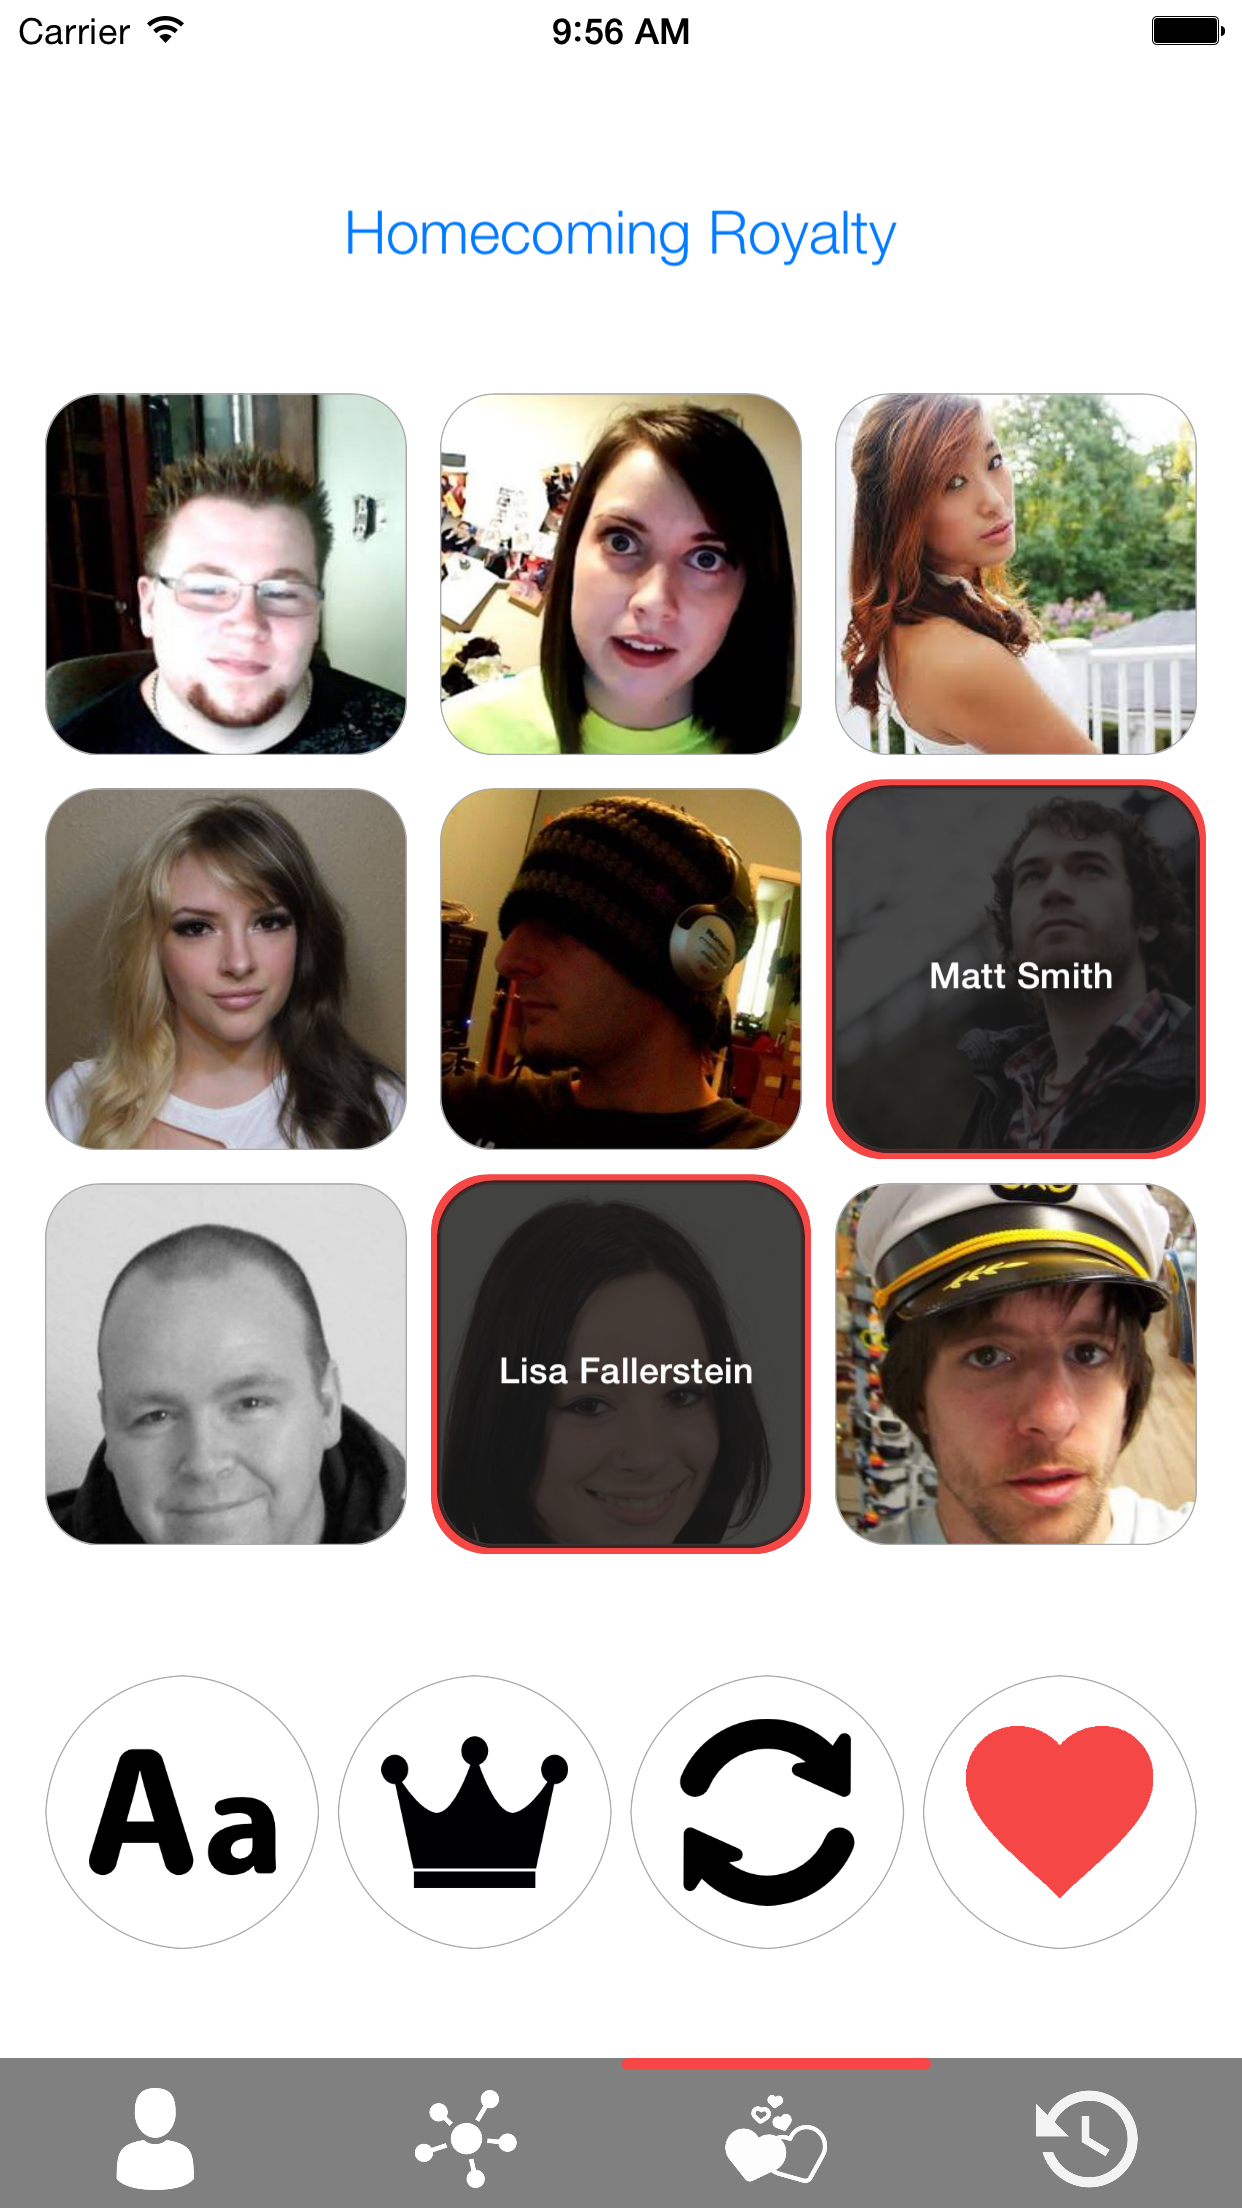 Carrier 9:56 AM
Homecoming Royalty
Matt Smith
Lisa Fallerstein
Aa